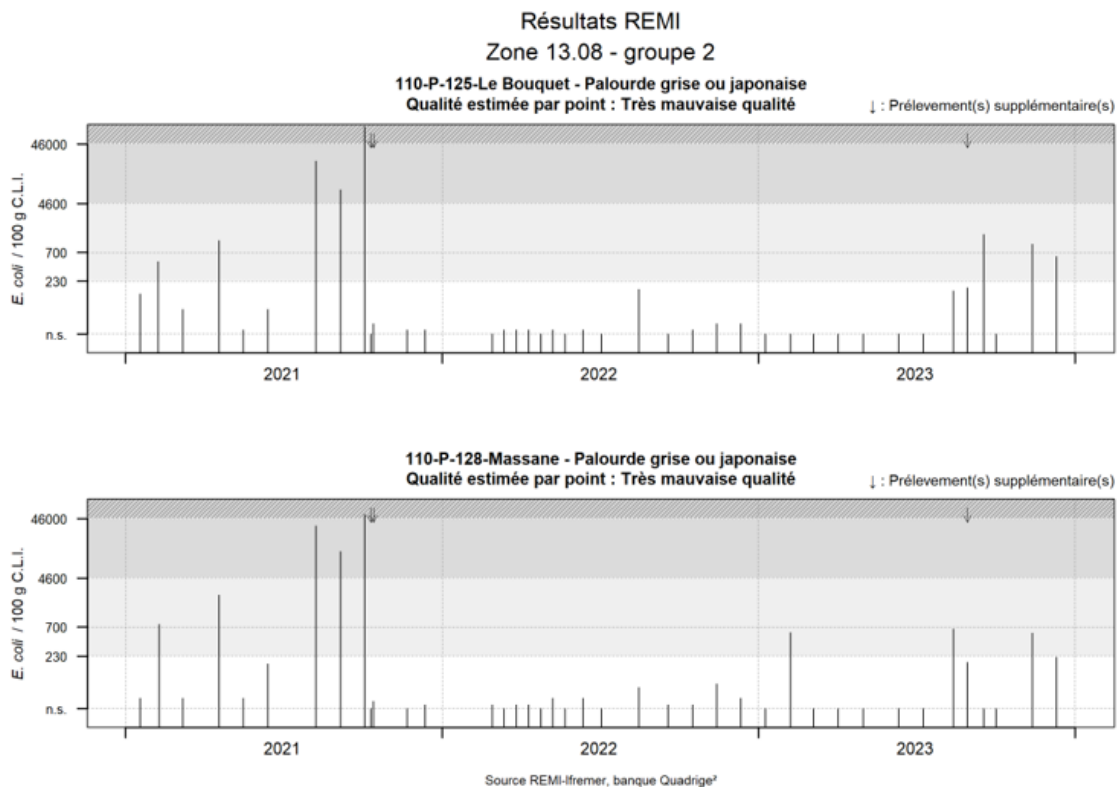 Résultats REMI
Zone 13.08 - groupe 2
110-P-125-Le Bouquet - Palourde grise ou japonaise
Qualité estimée par point : Très mauvaise qualité
↓ : Prélevement(s) supplémentaire(s)
E. coli / 100 g C.L.I.
46000
4600
700
230
n.s.
2021
2022
2023
110-P-128-Massane - Palourde grise ou japonaise
Qualité estimée par point : Très mauvaise qualité
↓ : Prélevement(s) supplémentaire(s)
E. coli / 100 g C.L.I.
46000
4600
700
230
n.s.
2021
2022
2023
Source REMI-Ifremer, banque Quadrige²